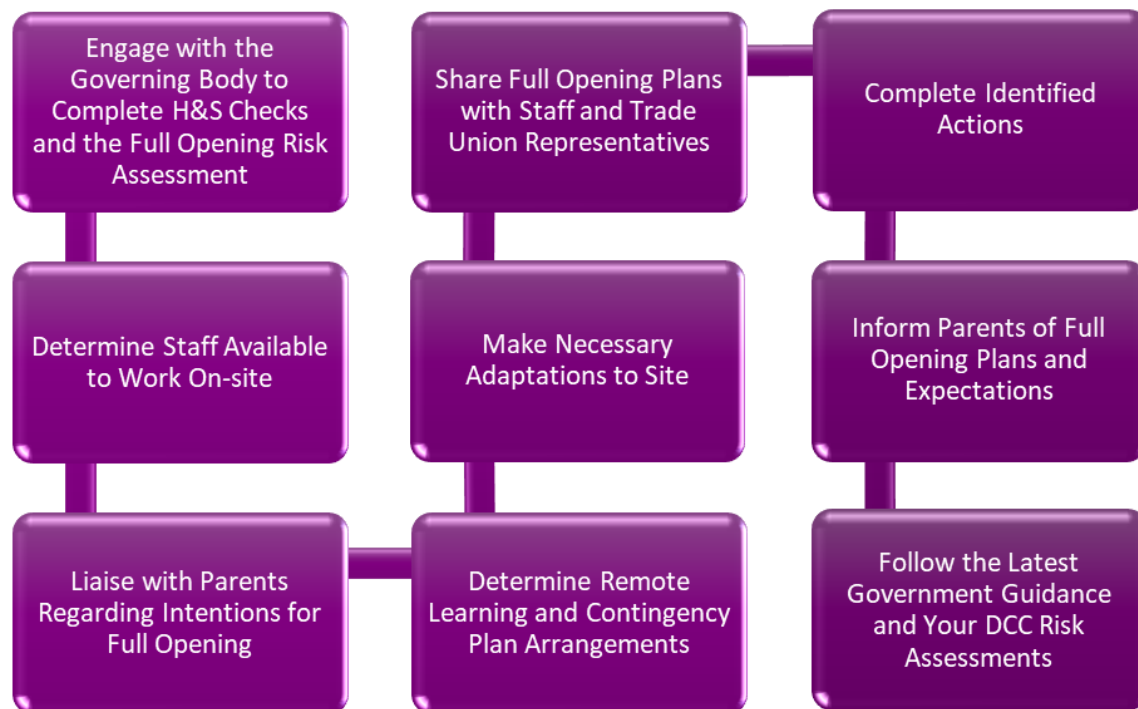 Engage with the
Governing Body to
Complete H&S Checks
and the Full Opening Risk
Assessment
Determine Staff Available
to Work On-site
Liaise with Parents
Regarding Intentions for
Full Opening
Determine Remote
Learning and Contingency
Plan Arrangements
Make Necessary
Adaptations to Site
Share Full Opening Plans
with Staff and Trade
Union Representatives
Complete Identified
Actions
Inform Parents of Full
Opening Plans and
Expectations
Follow the Latest
Government Guidance
and Your DCC Risk
Assessments